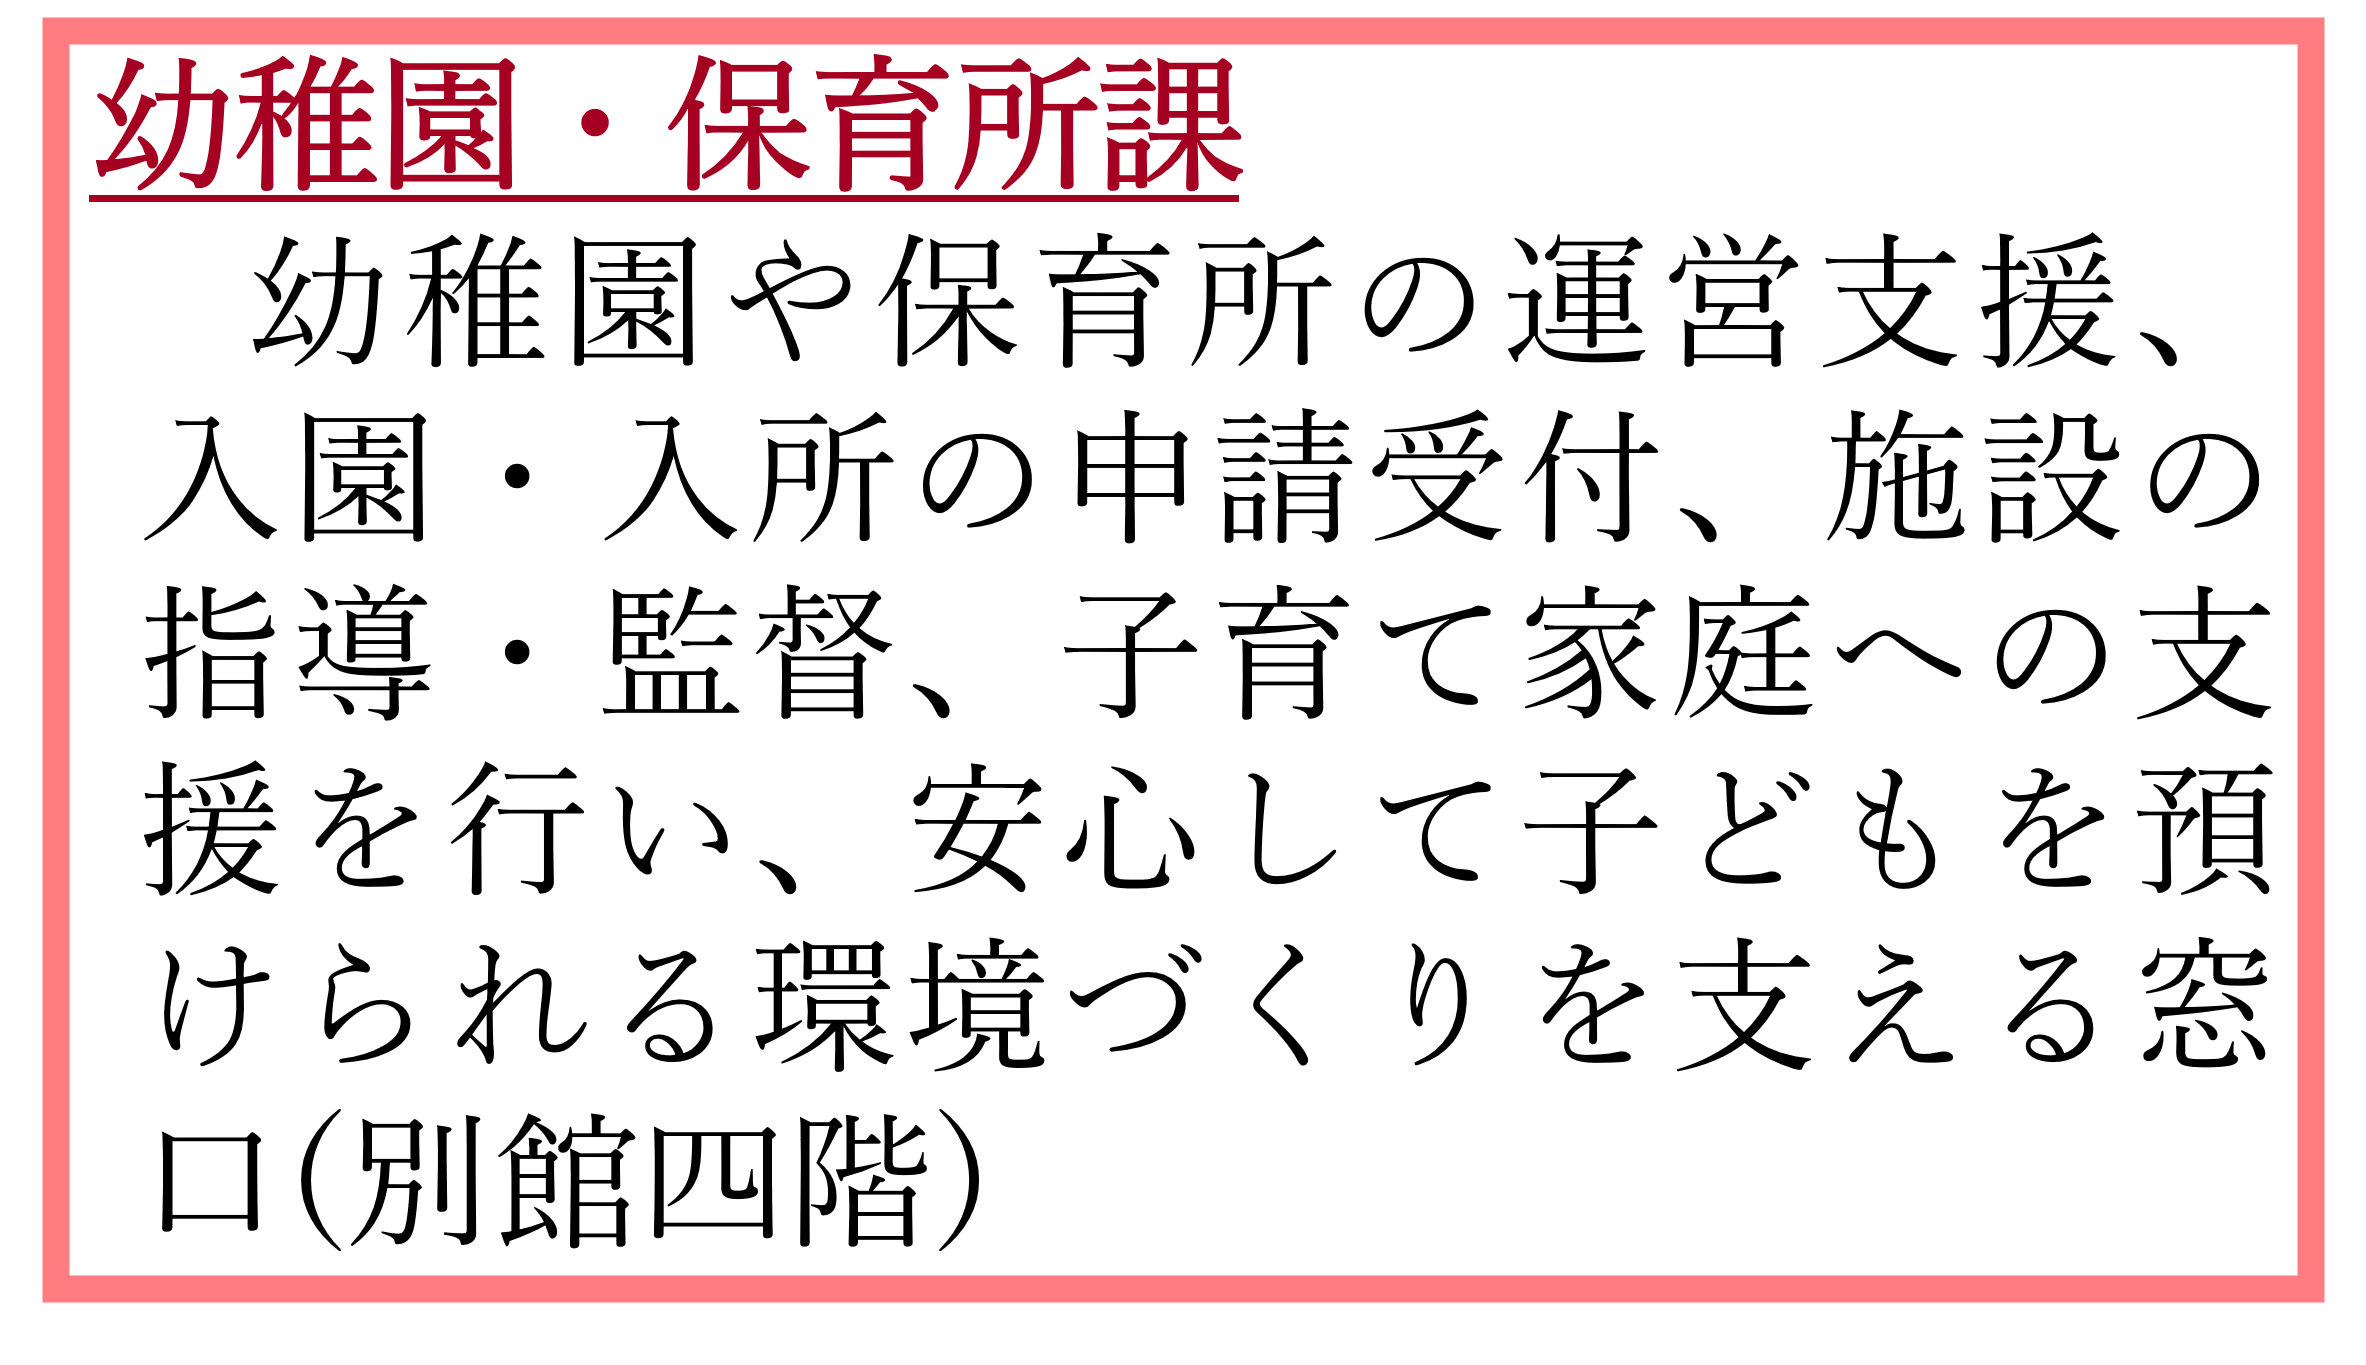 幼稚園・保育所課
幼稚園や保育所の運営支援、
入園・入所の申請受付、施設の
指導・監督、子育て家庭への支
援を行い、安心して子どもを預
けられる環境づくりを支える窓
口(別館四階)